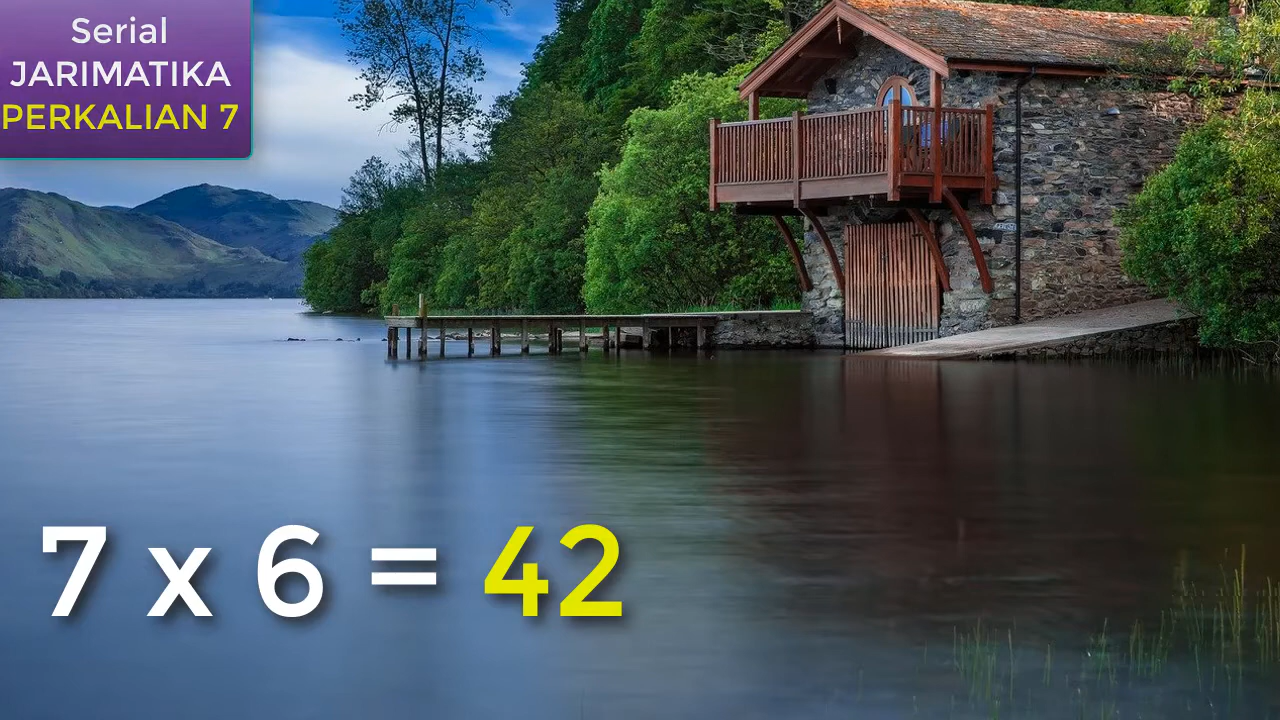 Serial
JARIMATIKA
PERKALIAN 7
7 x 6 = 42